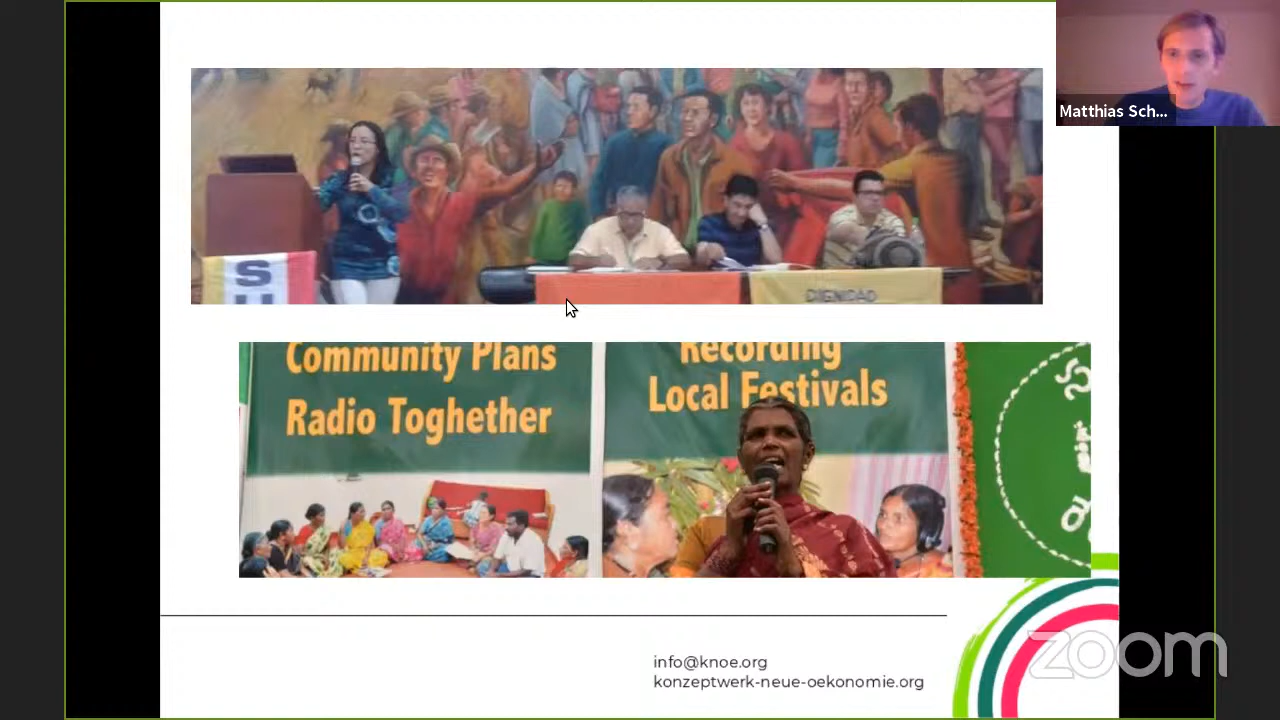 Matthias Sch...
S
DIGNIDAD
Community Plans
Radio Toghether
Recording
Local Festivals
info@knoe.org
konzeptwerk-neue-oekonomie.org
zoom